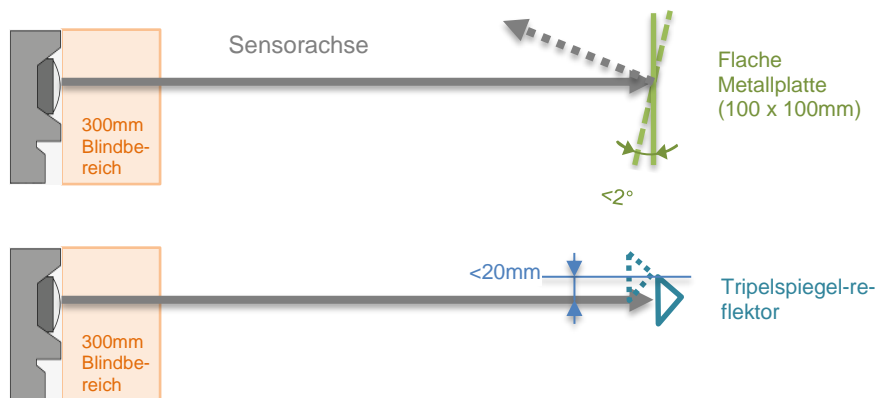 Sensorachse
Flache
Metallplatte
(100 x 100mm)
300mm
Blindbe-
reich
<2°
<20mm
Tripelspiegel-re-
flektor
300mm
Blindbe-
reich